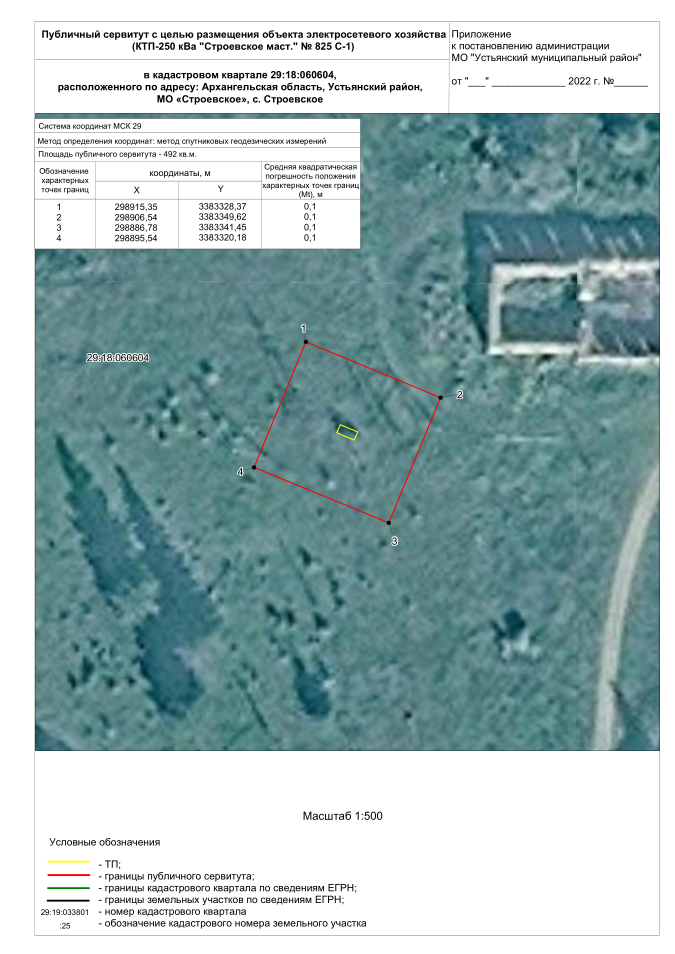 Публичный сервитут с целью размещения объекта электросетевого хозяйства
(КТП-250 кВа "Строевское маст." № 825 С-1)
в кадастровом квартале 29:18:060604,
расположенного по адресу: Архангельская область, Устьянский район,
МО «Строевское», с. Строевское
Приложение
к постановлению администрации
МО "Устьянский муниципальный район"
от "___" _____________ 2022 г. №______
Система координат МСК 29
Метод определения координат: метод спутниковых геодезических измерений
Площадь публичного сервитута - 492 кв.м.
Обозначение характерных точек границ
координаты, м
X Y
Средняя квадратическая погрешность положения характерных точек границ (Mt), м
1 298915,35 3383328,37 0,1
2 298906,54 3383349,62 0,1
3 298886,78 3383341,45 0,1
4 298895,54 3383320,18 0,1
1
29:18:060604
2
4
3
Масштаб 1:500
Условные обозначения
- ТП;
- границы публичного сервитута;
- границы кадастрового квартала по сведениям ЕГРН;
- границы земельных участков по сведениям ЕГРН;
29:19:033801 - номер кадастрового квартала
:25 - обозначение кадастрового номера земельного участка